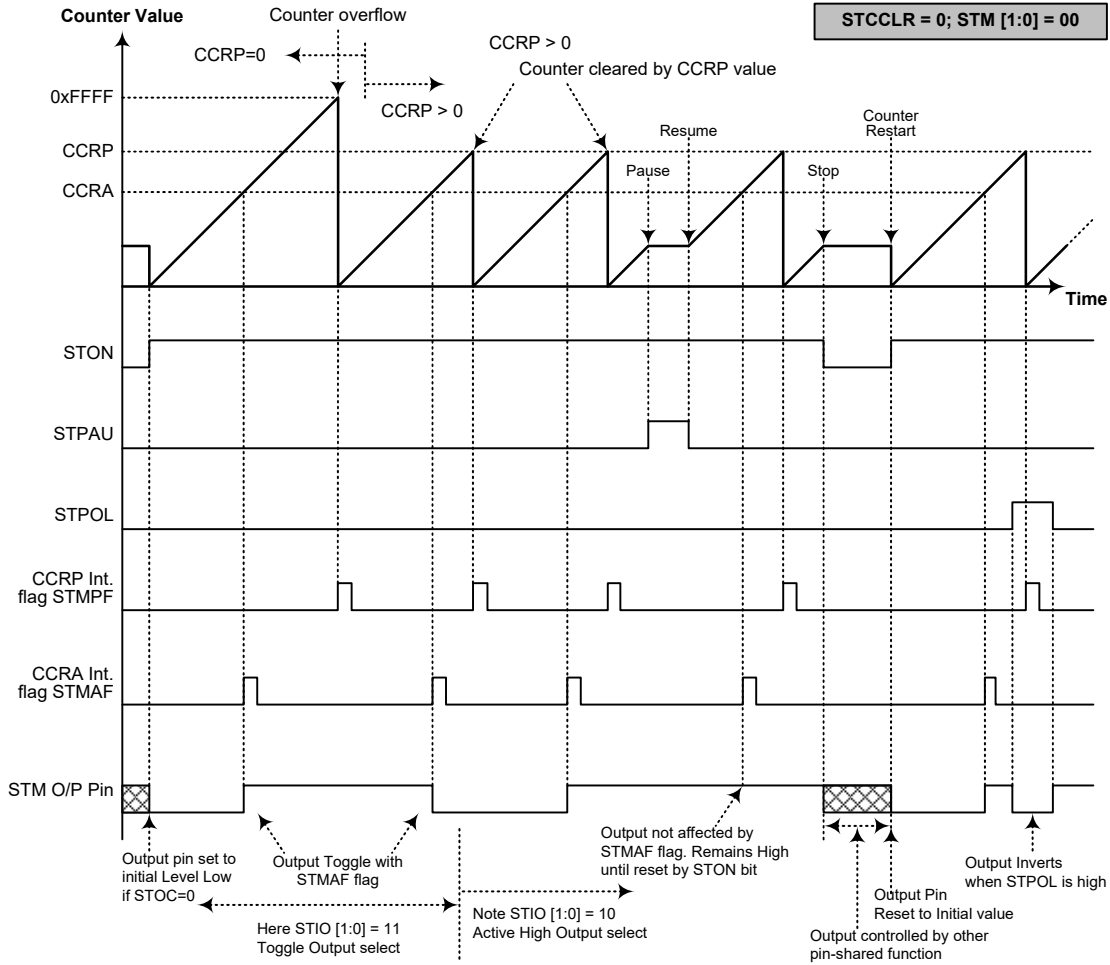 Counter Value
Counter overflow
STCCLR = 0; STM [1:0] = 00
CCRP=0
CCRP > 0
CCRP > 0
Counter cleared by CCRP value
0xFFFF
CCRP
CCRA
Pause
Resume
Stop
Counter
Restart
Time
STON
STPAU
STPOL
CCRP Int.
flag STMPF
CCRA Int.
flag STMAF
STM O/P Pin
Output pin set to
initial Level Low
if STOC=0
Output Toggle with
STMAF flag
Output not affected by
STMAF flag. Remains High
until reset by STON bit
Output Inverts
when STPOL is high
Output Pin
Reset to Initial value
Here STIO [1:0] = 11
Toggle Output select
Note STIO [1:0] = 10
Active High Output select
Output controlled by other
pin-shared function